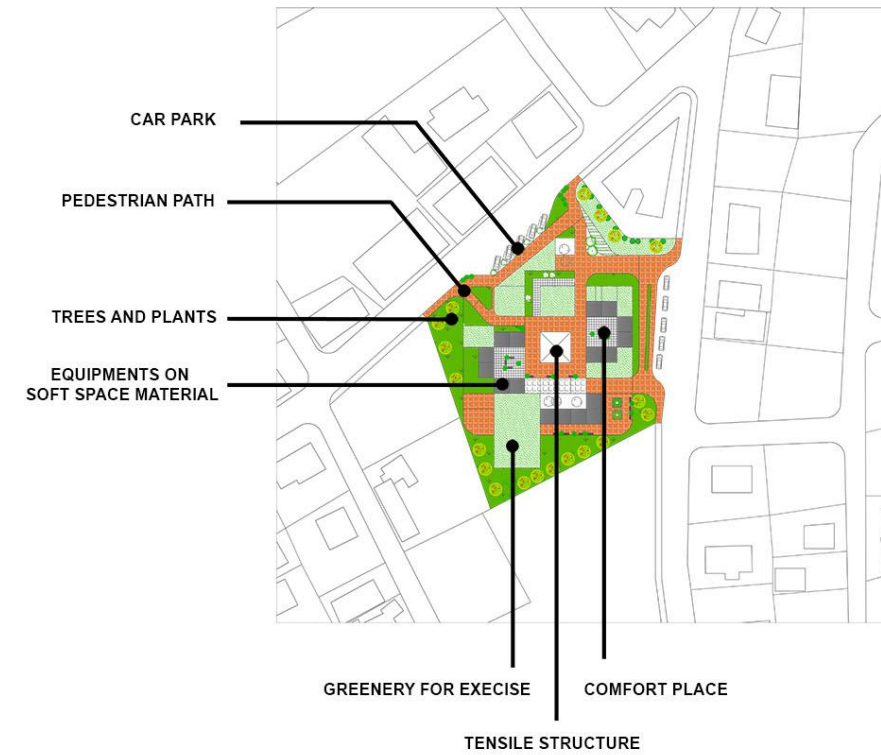 CAR PARK
PEDESTRIAN PATH
TREES AND PLANTS
EQUIPMENTS ON
SOFT SPACE MATERIAL
GREENERY FOR EXECISE
COMFORT PLACE
TENSILE STRUCTURE